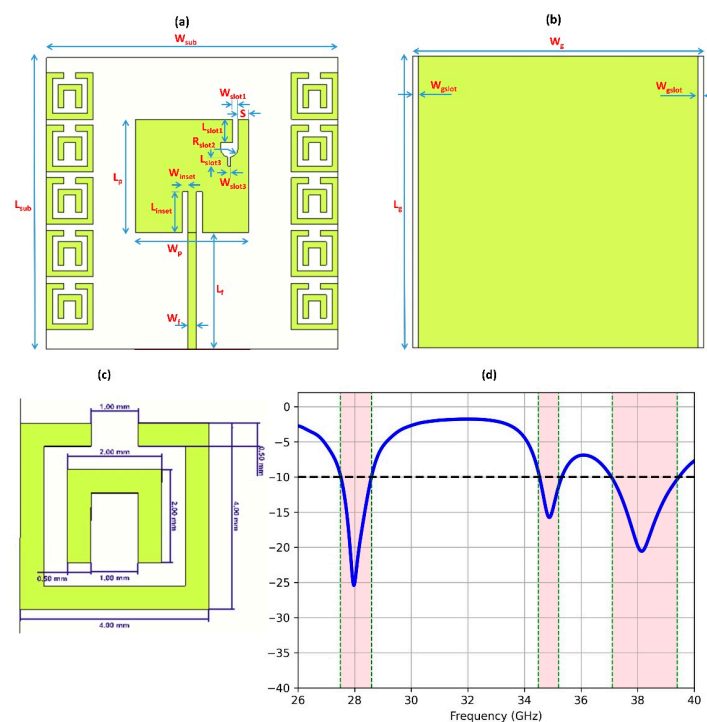 (a)
W_sub
W_slot1
S
L_slot1
R_slot2
L_slot3
W_slot3
W_inset
L_inset
L_p
L_sub
W_p
L_f
W_f
(b)
W_g
W_gslot
W_gslot
L_g
(c)
1.00 mm
0.50 mm
2.00 mm
2.00 mm
4.00 mm
0.50 mm
1.00 mm
4.00 mm
(d)
0
−5
−10
−15
−20
−25
−30
−35
−40
26 28 30 33 35 36 38 40
Frequency (GHz)